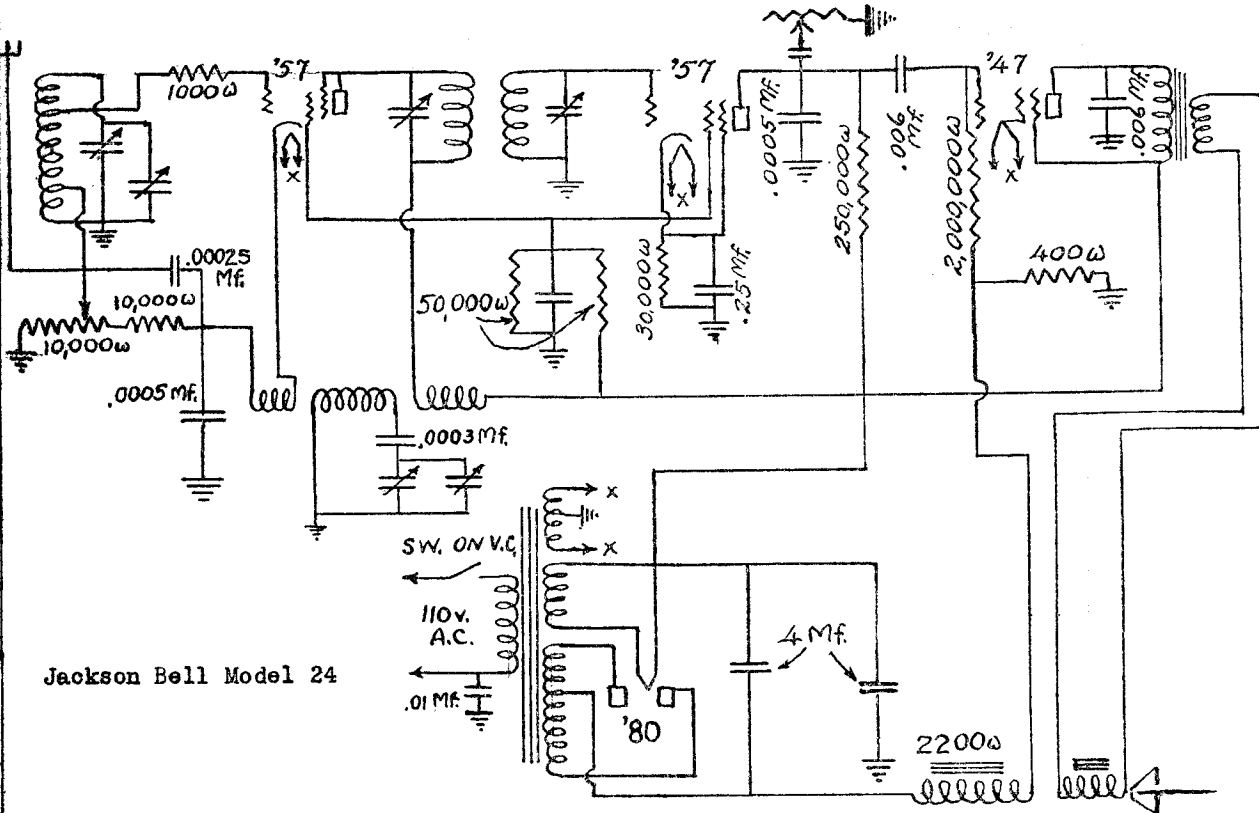 '57
'57
'47
1000ω
.0005 Mf.
.006 Mf.
.006 Mf.
x
x
x
250,000ω
2,000,000ω
.00025 Mf.
10,000ω
10,000ω
50,000ω
30,000ω
.25 Mf.
400ω
.0005 Mf.
.0003 Mf.
x
SW. ON V.C.
x
110 v.
A.C.
4 Mf.
Jackson Bell Model 24
.01 Mf.
'80
2200ω